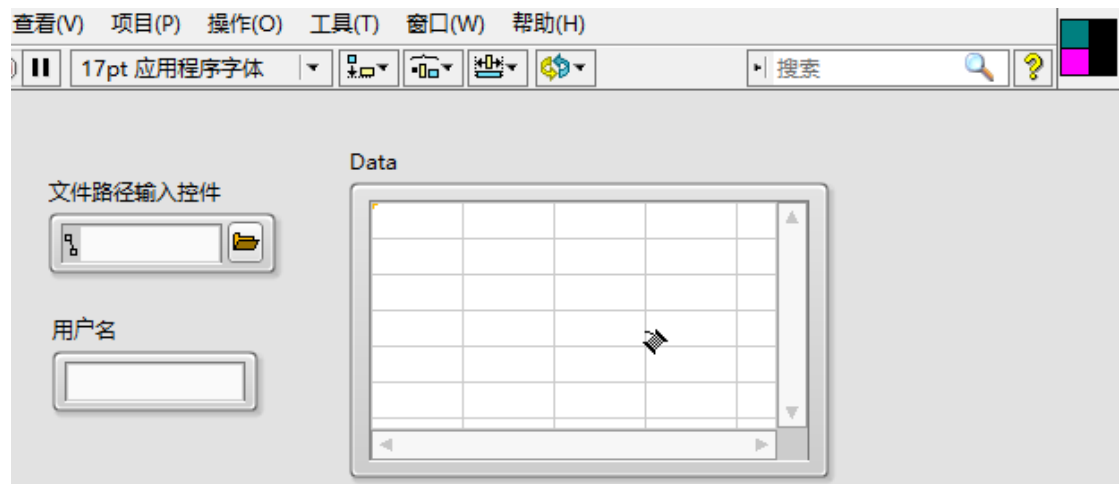 查看(V) 项目(P) 操作(O) 工具(T) 窗口(W) 帮助(H)
17pt 应用程序字体 搜索
Data
文件路径输入控件
用户名